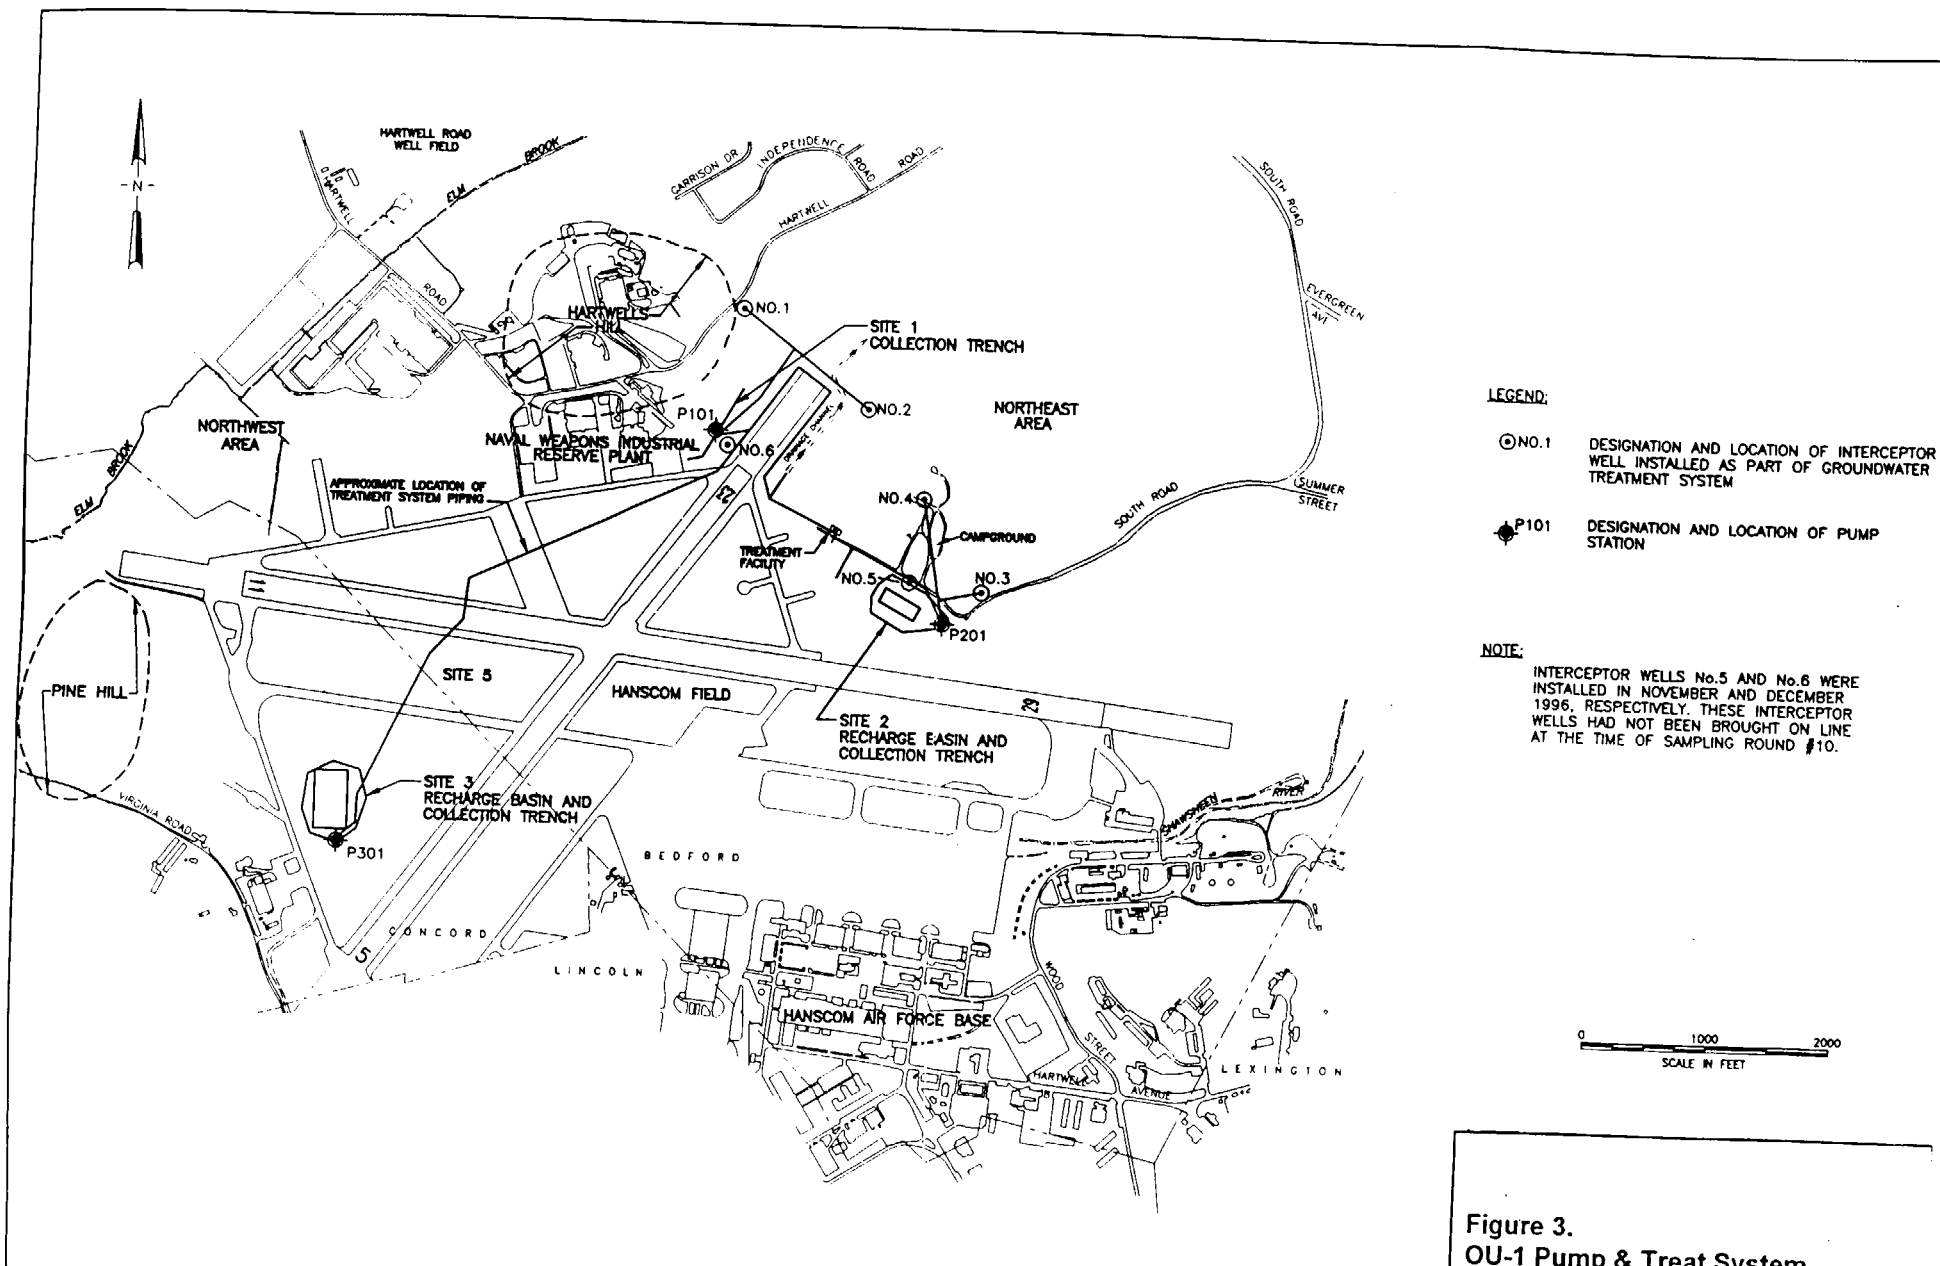 HARTWELL ROAD
WELL FIELD
ELM
BROOK
GARRISON DR
INDEPENDENCE
ROAD
HARTWELL
ROAD
SOUTH
ROAD
-N-
HARTWELL
ROAD
EVERGREEN
HARTWELLS
HILL
NO.1
SITE 1
COLLECTION TRENCH
NO.2
NORTHEAST
AREA
P101
NO.6
NORTHWEST
AREA
NAVAL WEAPONS INDUSTRIAL
RESERVE PLANT
DRAINAGE CHANNEL
ELM
BROOK
APPROXIMATE LOCATION OF
TREATMENT SYSTEM PIPING
23
NO.4
CAMPGROUND
SOUTH ROAD
SUMMER
STREET
TREATMENT
FACILITY
NO.5
NO.3
P201
PINE HILL
SITE 5
HANSCOM FIELD
29
SITE 2
RECHARGE BASIN AND
COLLECTION TRENCH
SITE 3
RECHARGE BASIN AND
COLLECTION TRENCH
P301
VIRGINIA ROAD
SHAWSHEEN
RIVER
BEDFORD
CONCORD
5
LINCOLN
HANSCOM AIR FORCE BASE
WOOD
STREET
HARTWELL
AVENUE
LEXINGTON
LEGEND:
NO.1
DESIGNATION AND LOCATION OF INTERCEPTOR
WELL INSTALLED AS PART OF GROUNDWATER
TREATMENT SYSTEM
P101
DESIGNATION AND LOCATION OF PUMP
STATION
NOTE:
INTERCEPTOR WELLS No.5 AND No.6 WERE
INSTALLED IN NOVEMBER AND DECEMBER
1996, RESPECTIVELY. THESE INTERCEPTOR
WELLS HAD NOT BEEN BROUGHT ON LINE
AT THE TIME OF SAMPLING ROUND #10.
0 1000 2000
SCALE IN FEET
Figure 3.
OU-1 Pump & Treat System